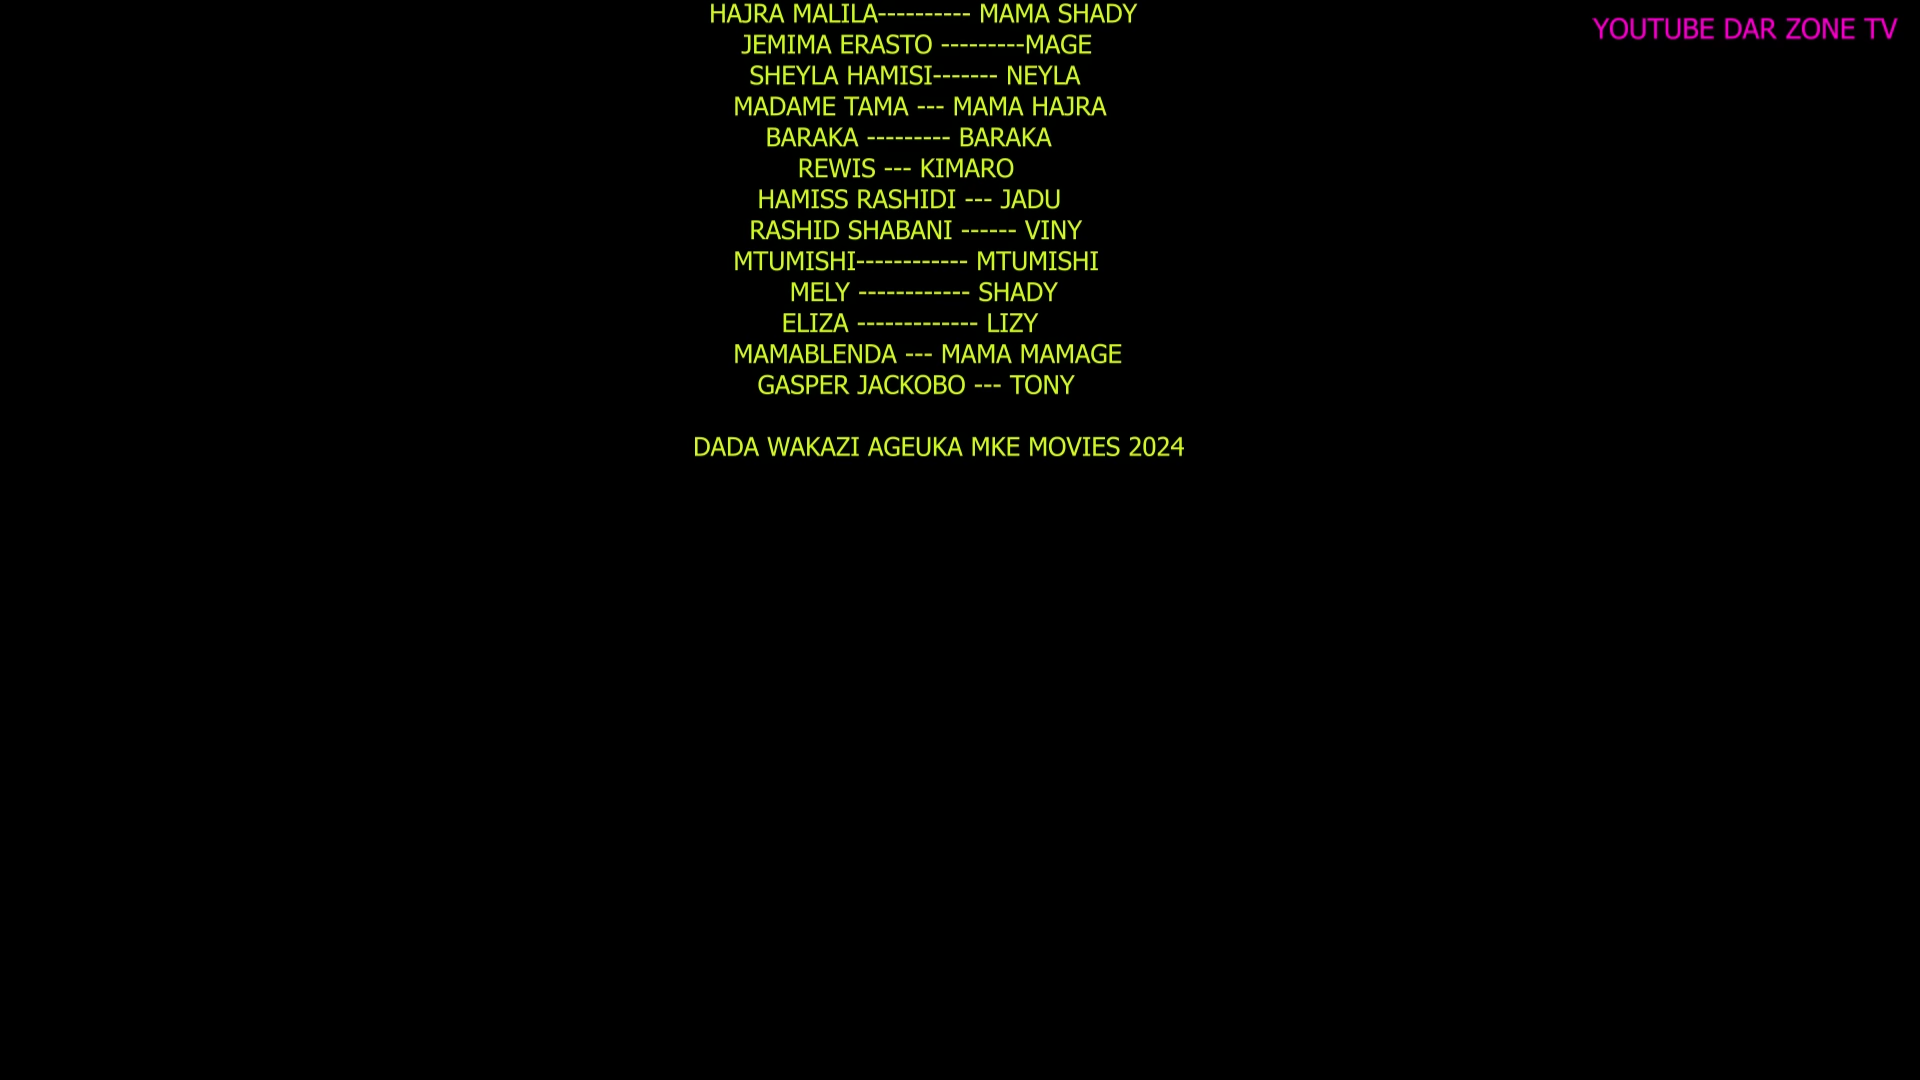 HAJRA MALILA---------- MAMA SHADY
YOUTUBE DAR ZONE TV
JEMIMA ERASTO ---------MAGE
SHEYLA HAMISI------- NEYLA
MADAME TAMA --- MAMA HAJRA
BARAKA --------- BARAKA
REWIS --- KIMARO
HAMISS RASHIDI --- JADU
RASHID SHABANI ------ VINY
MTUMISHI------------ MTUMISHI
MELY ------------ SHADY
ELIZA ------------- LIZY
MAMABLENDA --- MAMA MAMAGE
GASPER JACKOBO --- TONY
DADA WAKAZI AGEUKA MKE MOVIES 2024